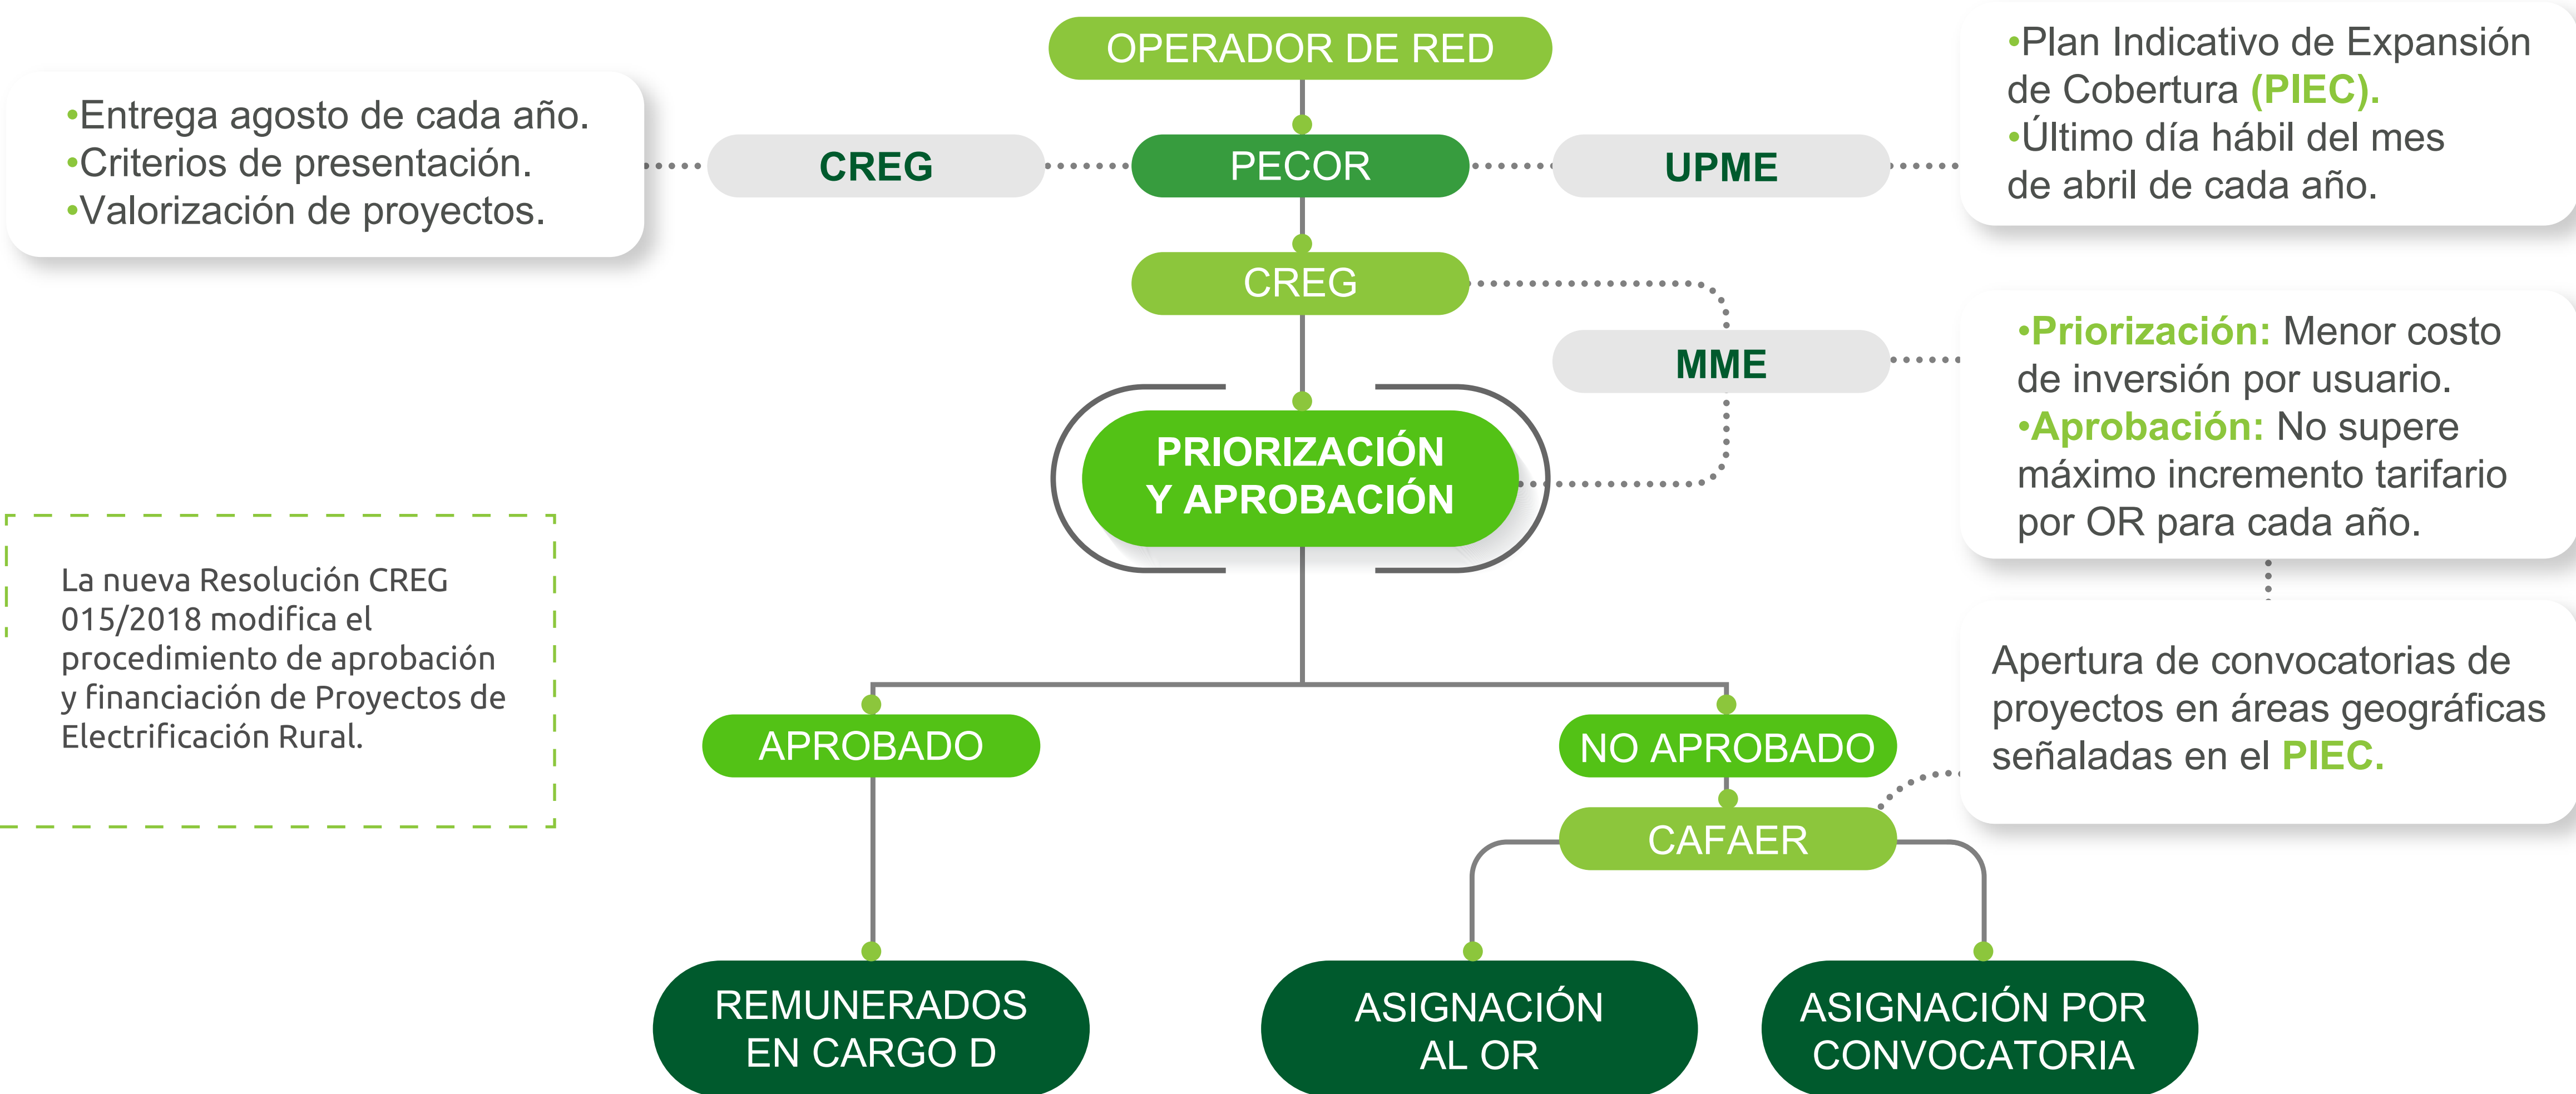 OPERADOR DE RED
•Entrega agosto de cada año.
•Criterios de presentación.
•Valorización de proyectos.
CREG
PECOR
UPME
•Plan Indicativo de Expansión
de Cobertura (PIEC).
•Último día hábil del mes
de abril de cada año.
CREG
MME
•Priorización: Menor costo
de inversión por usuario.
•Aprobación: No supere
máximo incremento tarifario
por OR para cada año.
PRIORIZACIÓN
Y APROBACIÓN
La nueva Resolución CREG
015/2018 modifica el
procedimiento de aprobación
y financiación de Proyectos de
Electrificación Rural.
Apertura de convocatorias de
proyectos en áreas geográficas
señaladas en el PIEC.
APROBADO
NO APROBADO
CAFAER
REMUNERADOS
EN CARGO D
ASIGNACIÓN
AL OR
ASIGNACIÓN POR
CONVOCATORIA